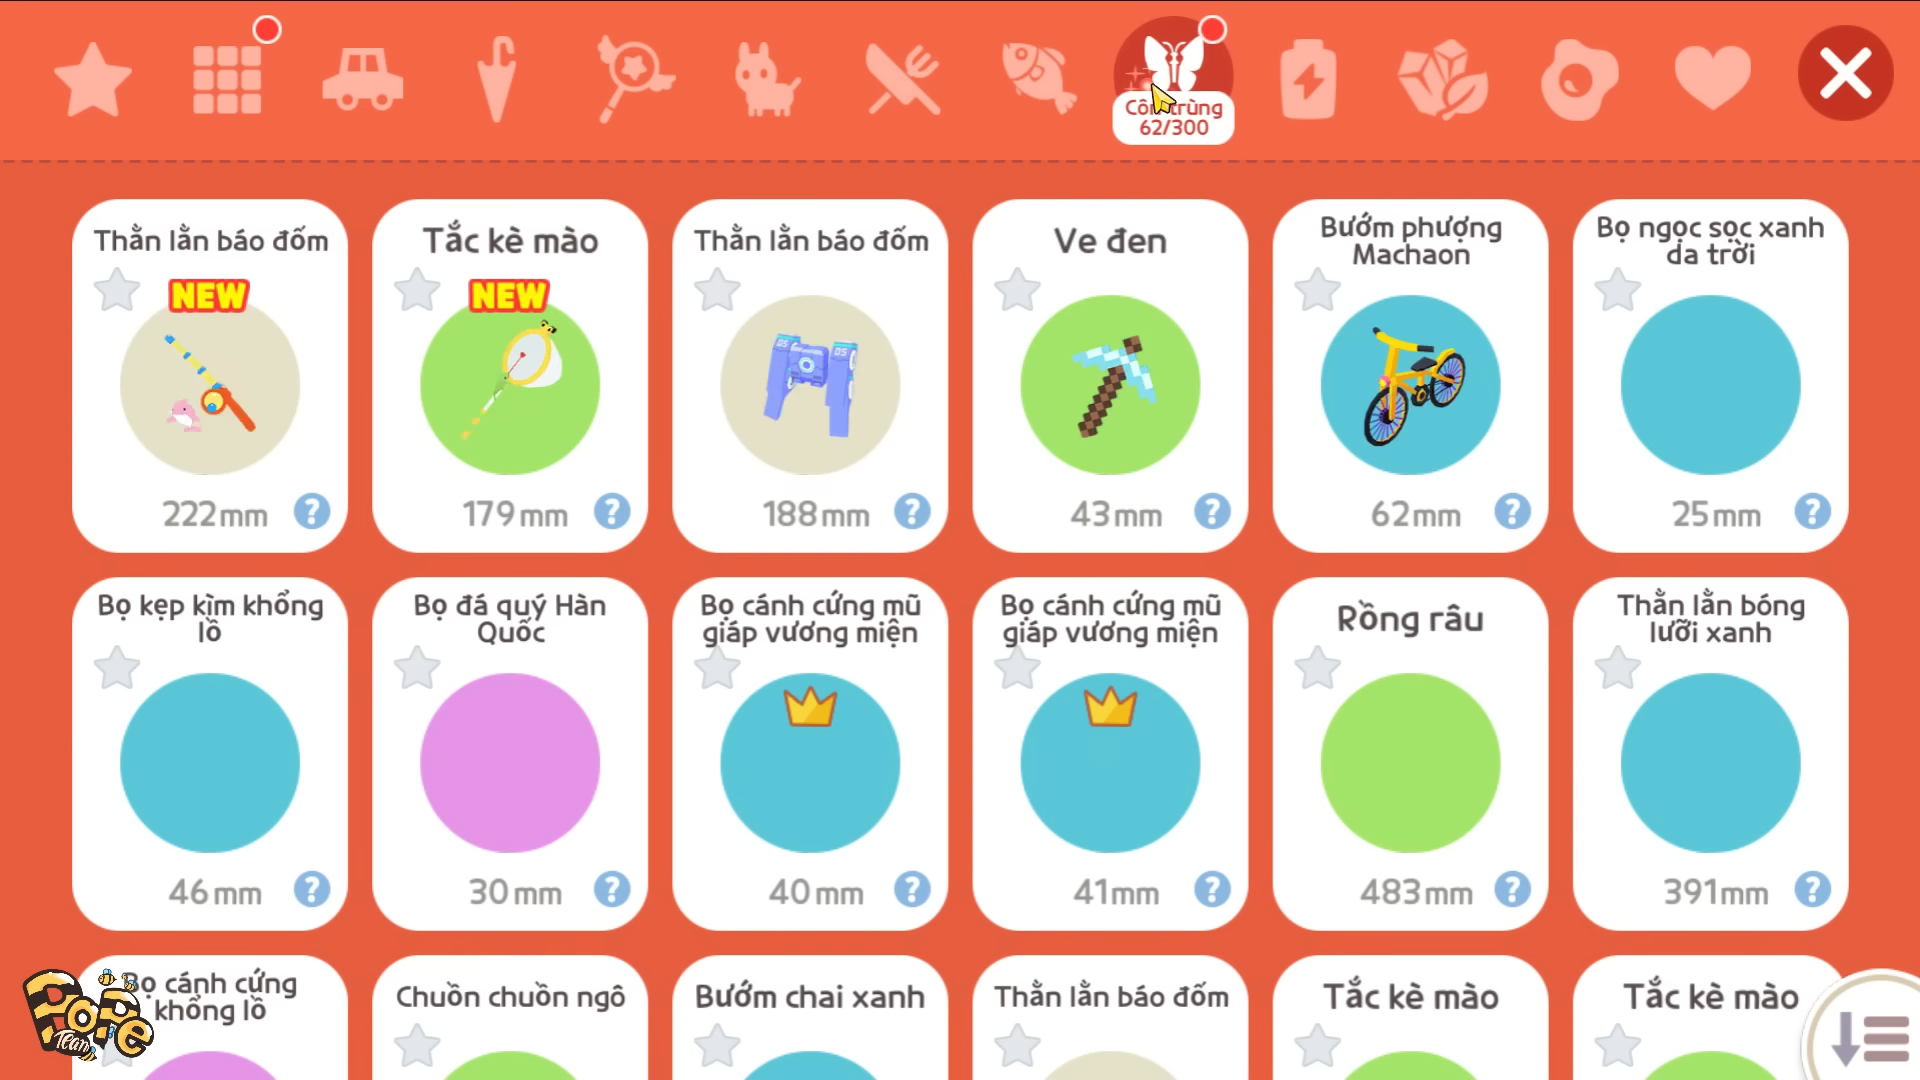 Côn trùng
62/300
Thằn lằn báo đốm
NEW
222mm
?
Tắc kè mào
NEW
179mm
?
Thằn lằn báo đốm
05
05
188mm
?
Ve đen
43mm
?
Bướm phượng
Machaon
62mm
?
Bọ ngọc sọc xanh
da trời
25mm
?
Bọ kẹp kìm khổng
lồ
46mm
?
Bọ đá quý Hàn
Quốc
30mm
?
Bọ cánh cứng mũ
giáp vương miện
40mm
?
Bọ cánh cứng mũ
giáp vương miện
41mm
?
Rồng râu
483mm
?
Thằn lằn bóng
lưỡi xanh
391mm
?
Bọ cánh cứng
khổng lồ
Chuồn chuồn ngô
Bướm chai xanh
Thằn lằn báo đốm
Tắc kè mào
Tắc kè mào
PoPe
Team